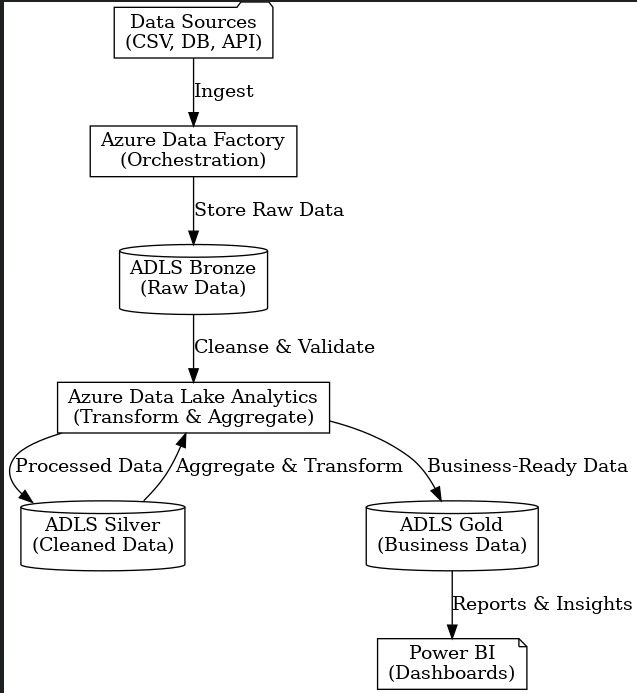 Data Sources
(CSV, DB, API)
Ingest
Azure Data Factory
(Orchestration)
Store Raw Data
ADLS Bronze
(Raw Data)
Cleanse & Validate
Azure Data Lake Analytics
(Transform & Aggregate)
Processed Data
Aggregate & Transform
Business-Ready Data
ADLS Silver
(Cleaned Data)
ADLS Gold
(Business Data)
Reports & Insights
Power BI
(Dashboards)